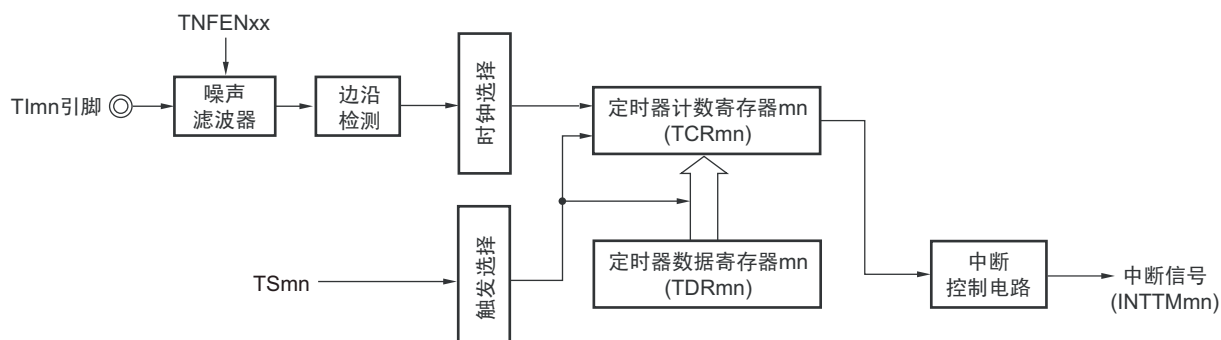 TNFENxx
TImn引脚
噪声
滤波器
边沿
检测
时钟选择
定时器计数寄存器mn
(TCRmn)
TSmn
触发选择
定时器数据寄存器mn
(TDRmn)
中断
控制电路
中断信号
(INTTMmn)